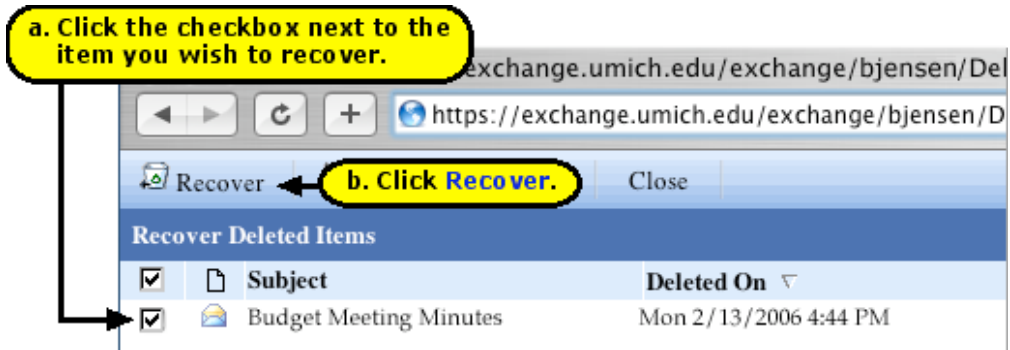 a. Click the checkbox next to the
item you wish to recover.
exchange.umich.edu/exchange/bjensen/Del
https://exchange.umich.edu/exchange/bjensen/D
Recover b. Click Recover. Close
Recover Deleted Items
Subject Deleted On
Budget Meeting Minutes Mon 2/13/2006 4:44 PM